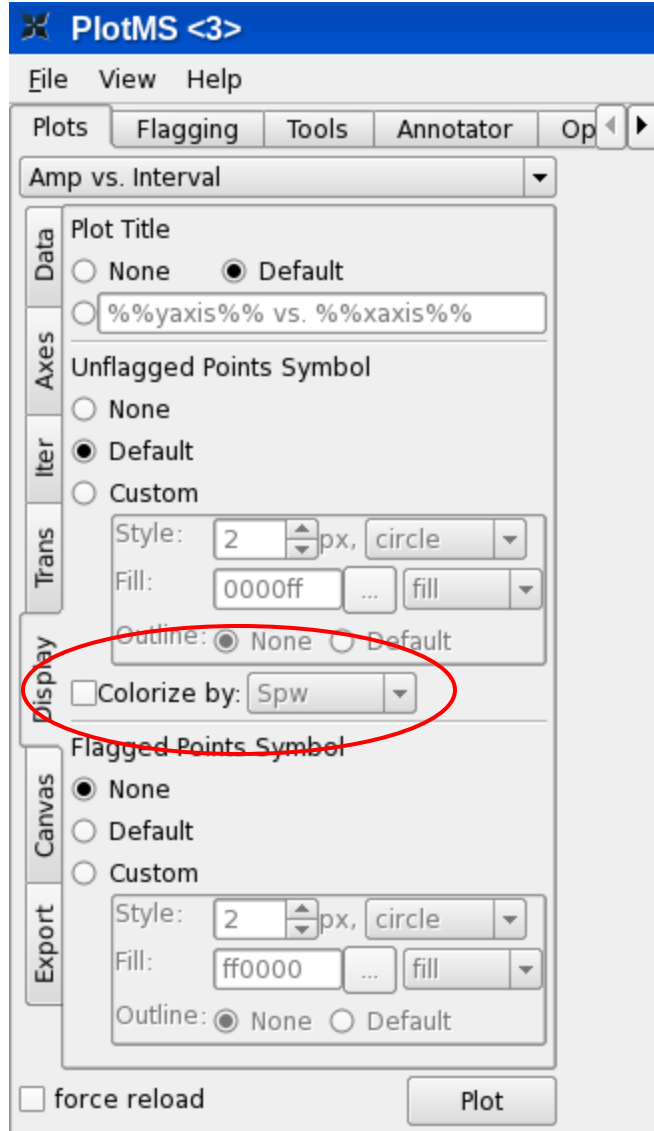 PlotMS <3>
File View Help
Plots Flagging Tools Annotator Op
Amp vs. Interval
Data
Axes
Iter
Trans
Display
Canvas
Export
Plot Title
None Default
%%yaxis%% vs. %%xaxis%%
Unflagged Points Symbol
None
Default
Custom
Style: 2 px, circle
Fill: 0000ff ... fill
Outline: None Default
Colorize by: Spw
Flagged Points Symbol
None
Default
Custom
Style: 2 px, circle
Fill: ff0000 ... fill
Outline: None Default
force reload Plot